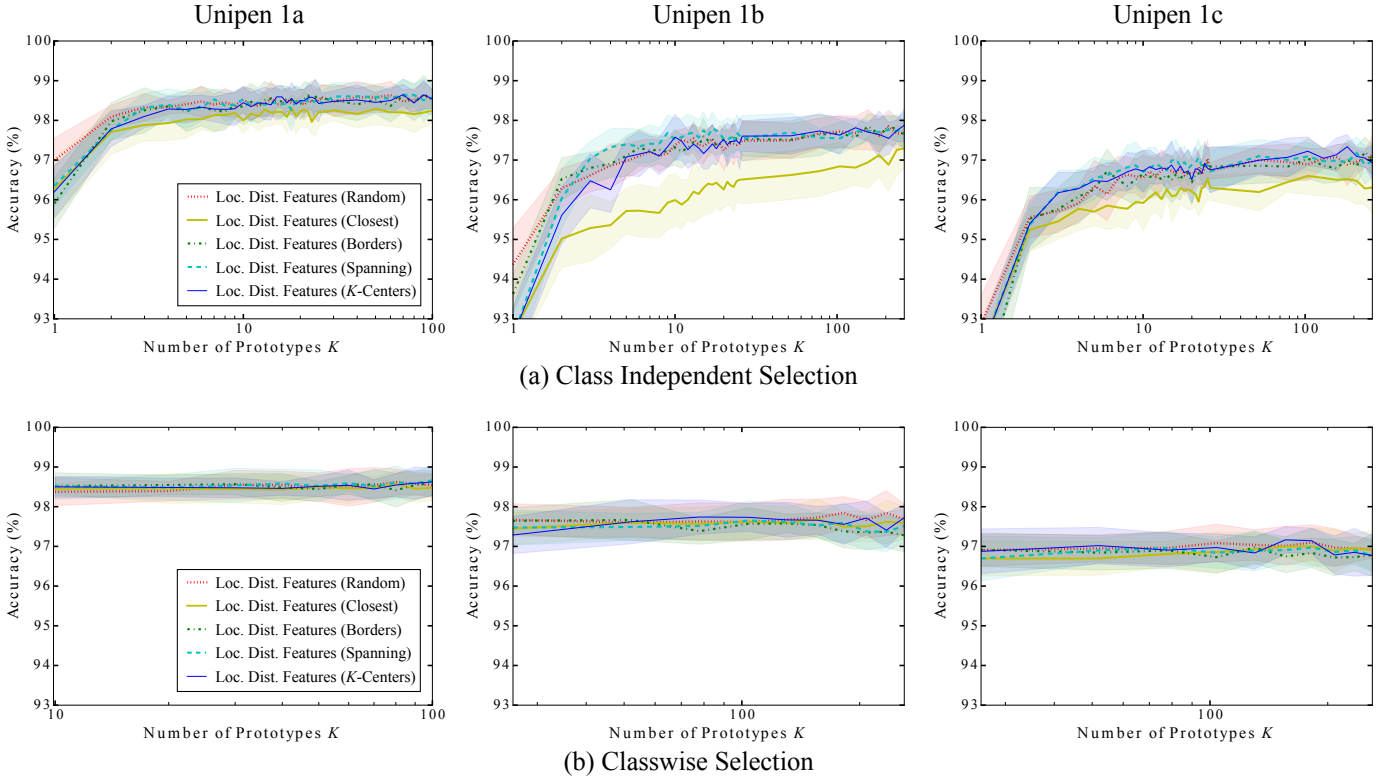 Unipen 1a
Unipen 1b
Unipen 1c
100
99
98
97
96
95
94
93
Accuracy (%)
Loc. Dist. Features (Random)
Loc. Dist. Features (Closest)
Loc. Dist. Features (Borders)
Loc. Dist. Features (Spanning)
Loc. Dist. Features (K-Centers)
1
10
100
Number of Prototypes K
100
99
98
97
96
95
94
93
Accuracy (%)
1
10
100
Number of Prototypes K
100
99
98
97
96
95
94
93
Accuracy (%)
1
10
100
Number of Prototypes K
(a) Class Independent Selection
100
99
98
97
96
95
94
93
Accuracy (%)
Loc. Dist. Features (Random)
Loc. Dist. Features (Closest)
Loc. Dist. Features (Borders)
Loc. Dist. Features (Spanning)
Loc. Dist. Features (K-Centers)
10
100
Number of Prototypes K
100
99
98
97
96
95
94
93
Accuracy (%)
100
Number of Prototypes K
100
99
98
97
96
95
94
93
Accuracy (%)
100
Number of Prototypes K
(b) Classwise Selection